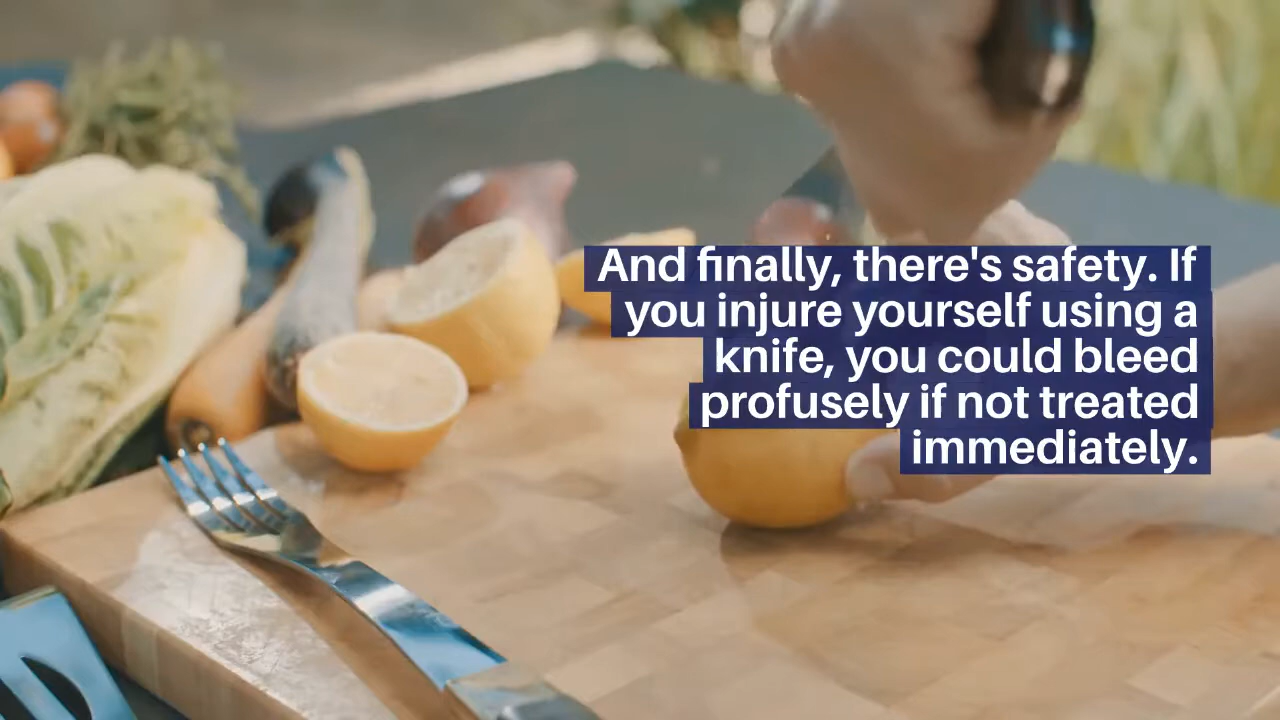 And finally, there's safety. If
you injure yourself using a
knife, you could bleed
profusely if not treated
immediately.